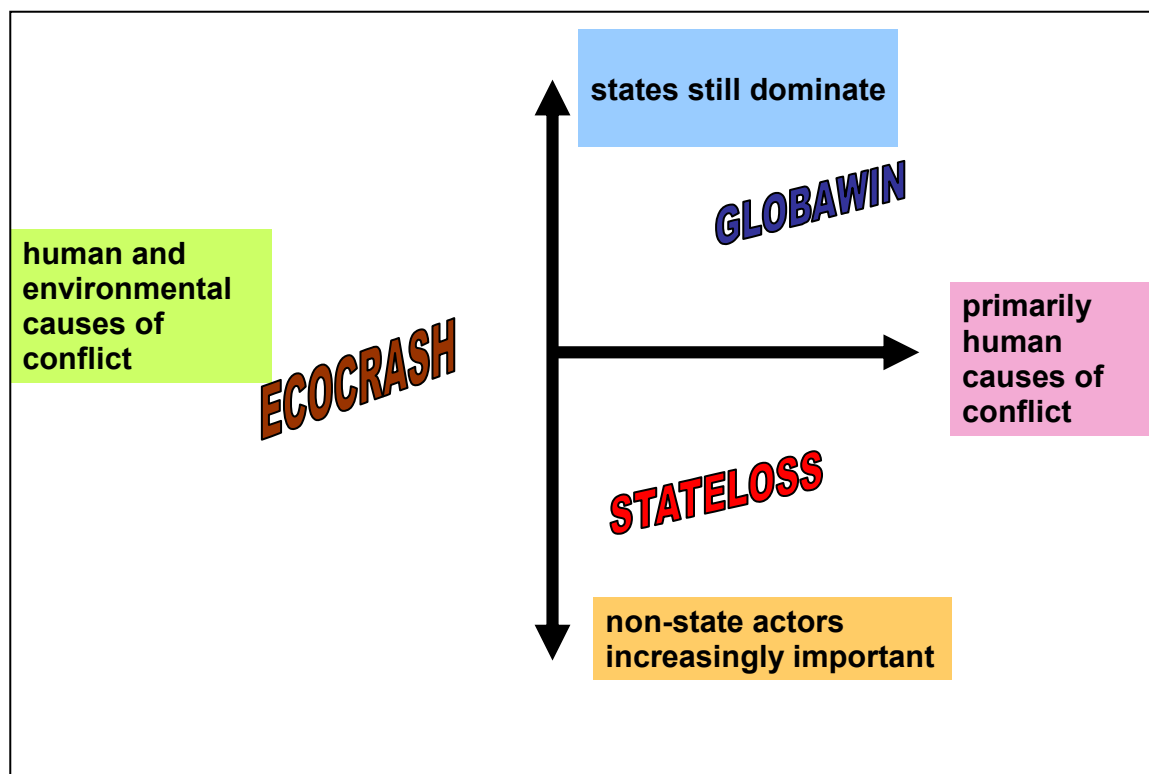 states still dominate
GLOBAWIN
human and
environmental
causes of
conflict
ECOCRASH
primarily
human
causes of
conflict
STATELOSS
non-state actors
increasingly important